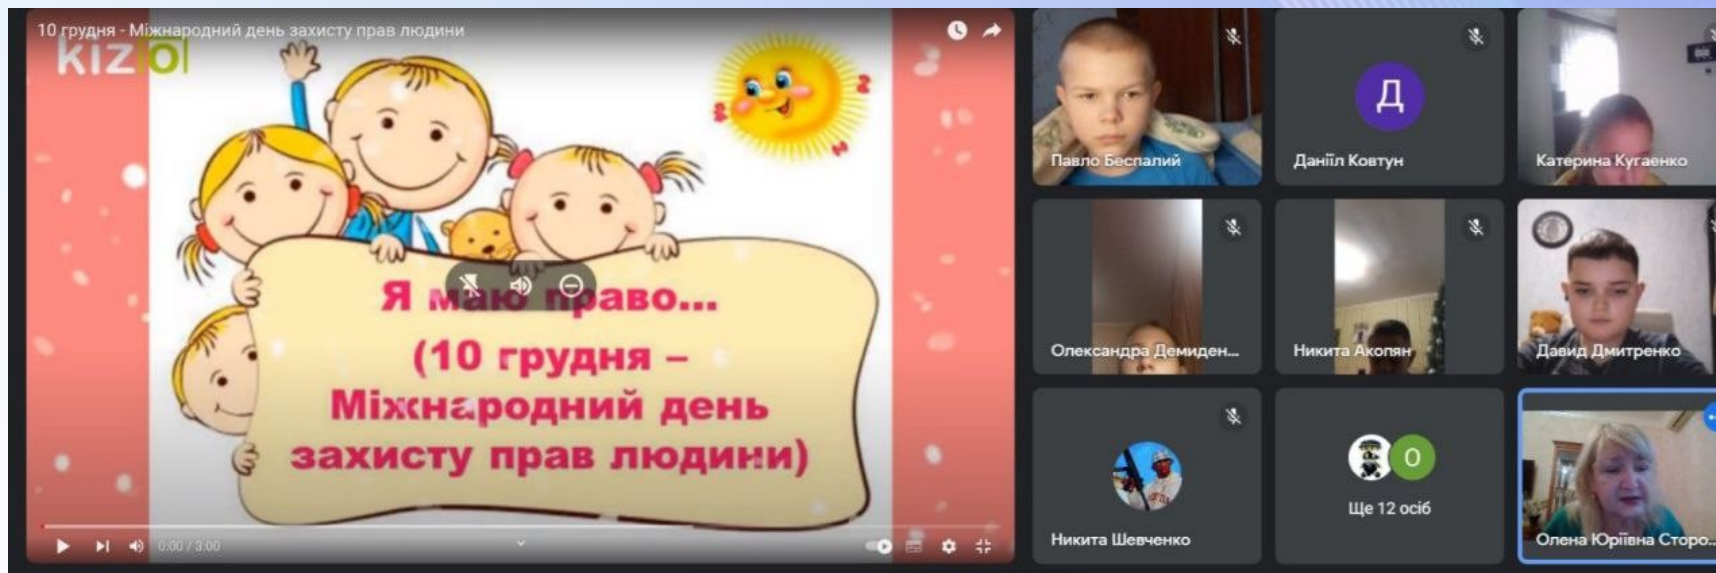 10 грудня - Міжнародний день захисту прав людини
kizlo
Я маю право...
(10 грудня –
Міжнародний день
захисту прав людини)
0:00 / 3:00
Павло Беспалий
Д
Данііл Ковтун
Катерина Кугаенко
Олександра Демиден...
Никита Акопян
Давид Дмитренко
Никита Шевченко
О
Ще 12 осіб
Олена Юріївна Сторо...